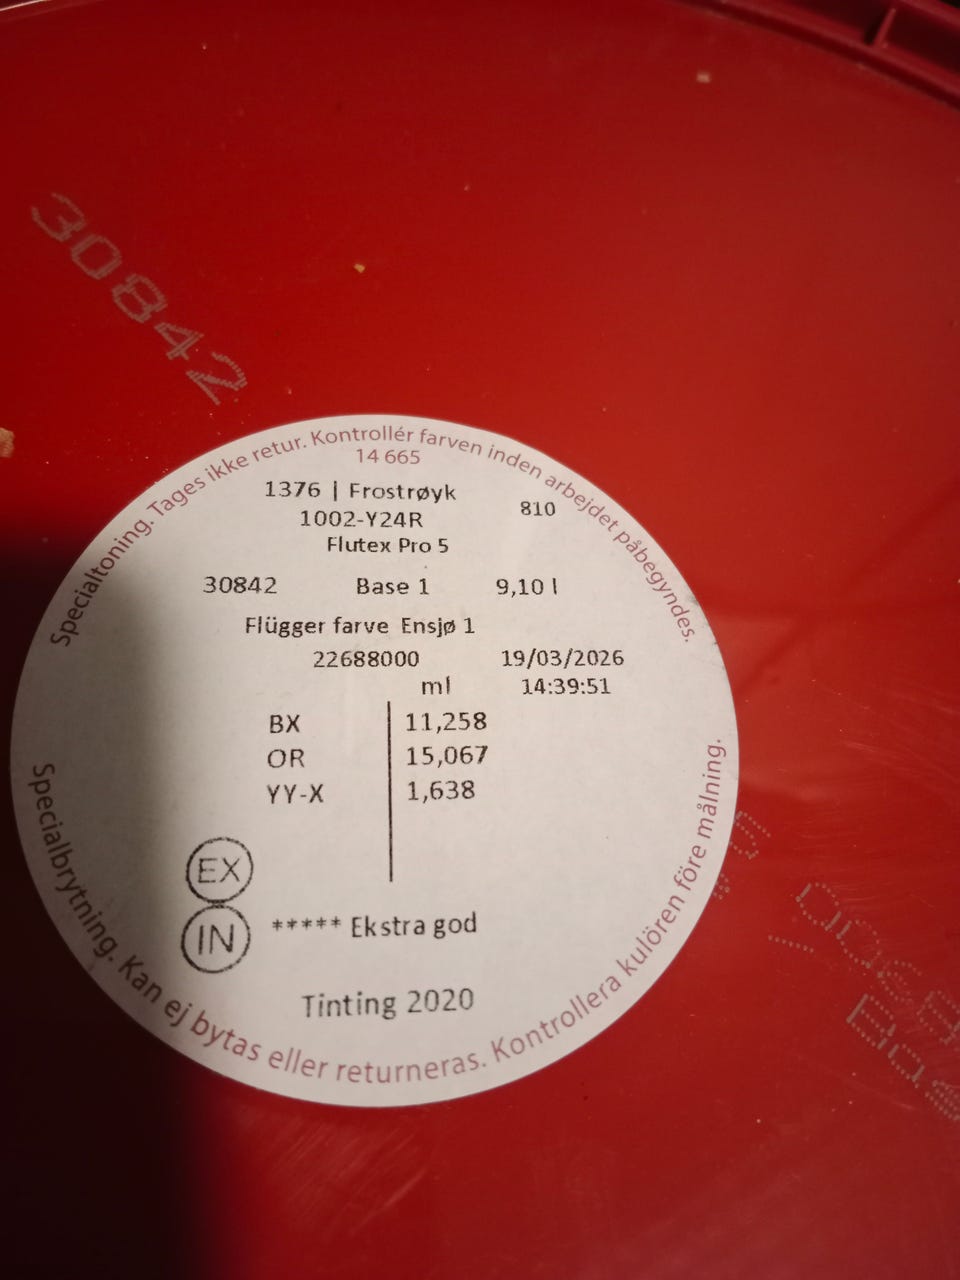 30842
Specialtoning. Tages ikke retur. Kontrollér farven inden arbejdet påbegyndes.
14 665
1376 | Frostrøyk
810
1002-Y24R
Flutex Pro 5
30842 Base 1 9,10 l
Flügger farve Ensjø 1
22688000 19/03/2026
ml 14:39:51
BX 11,258
OR 15,067
YY-X 1,638
EX
IN ***** Ekstra god
Tinting 2020
Specialbrytning. Kan ej bytas eller returneras. Kontrollera kulören före målning.